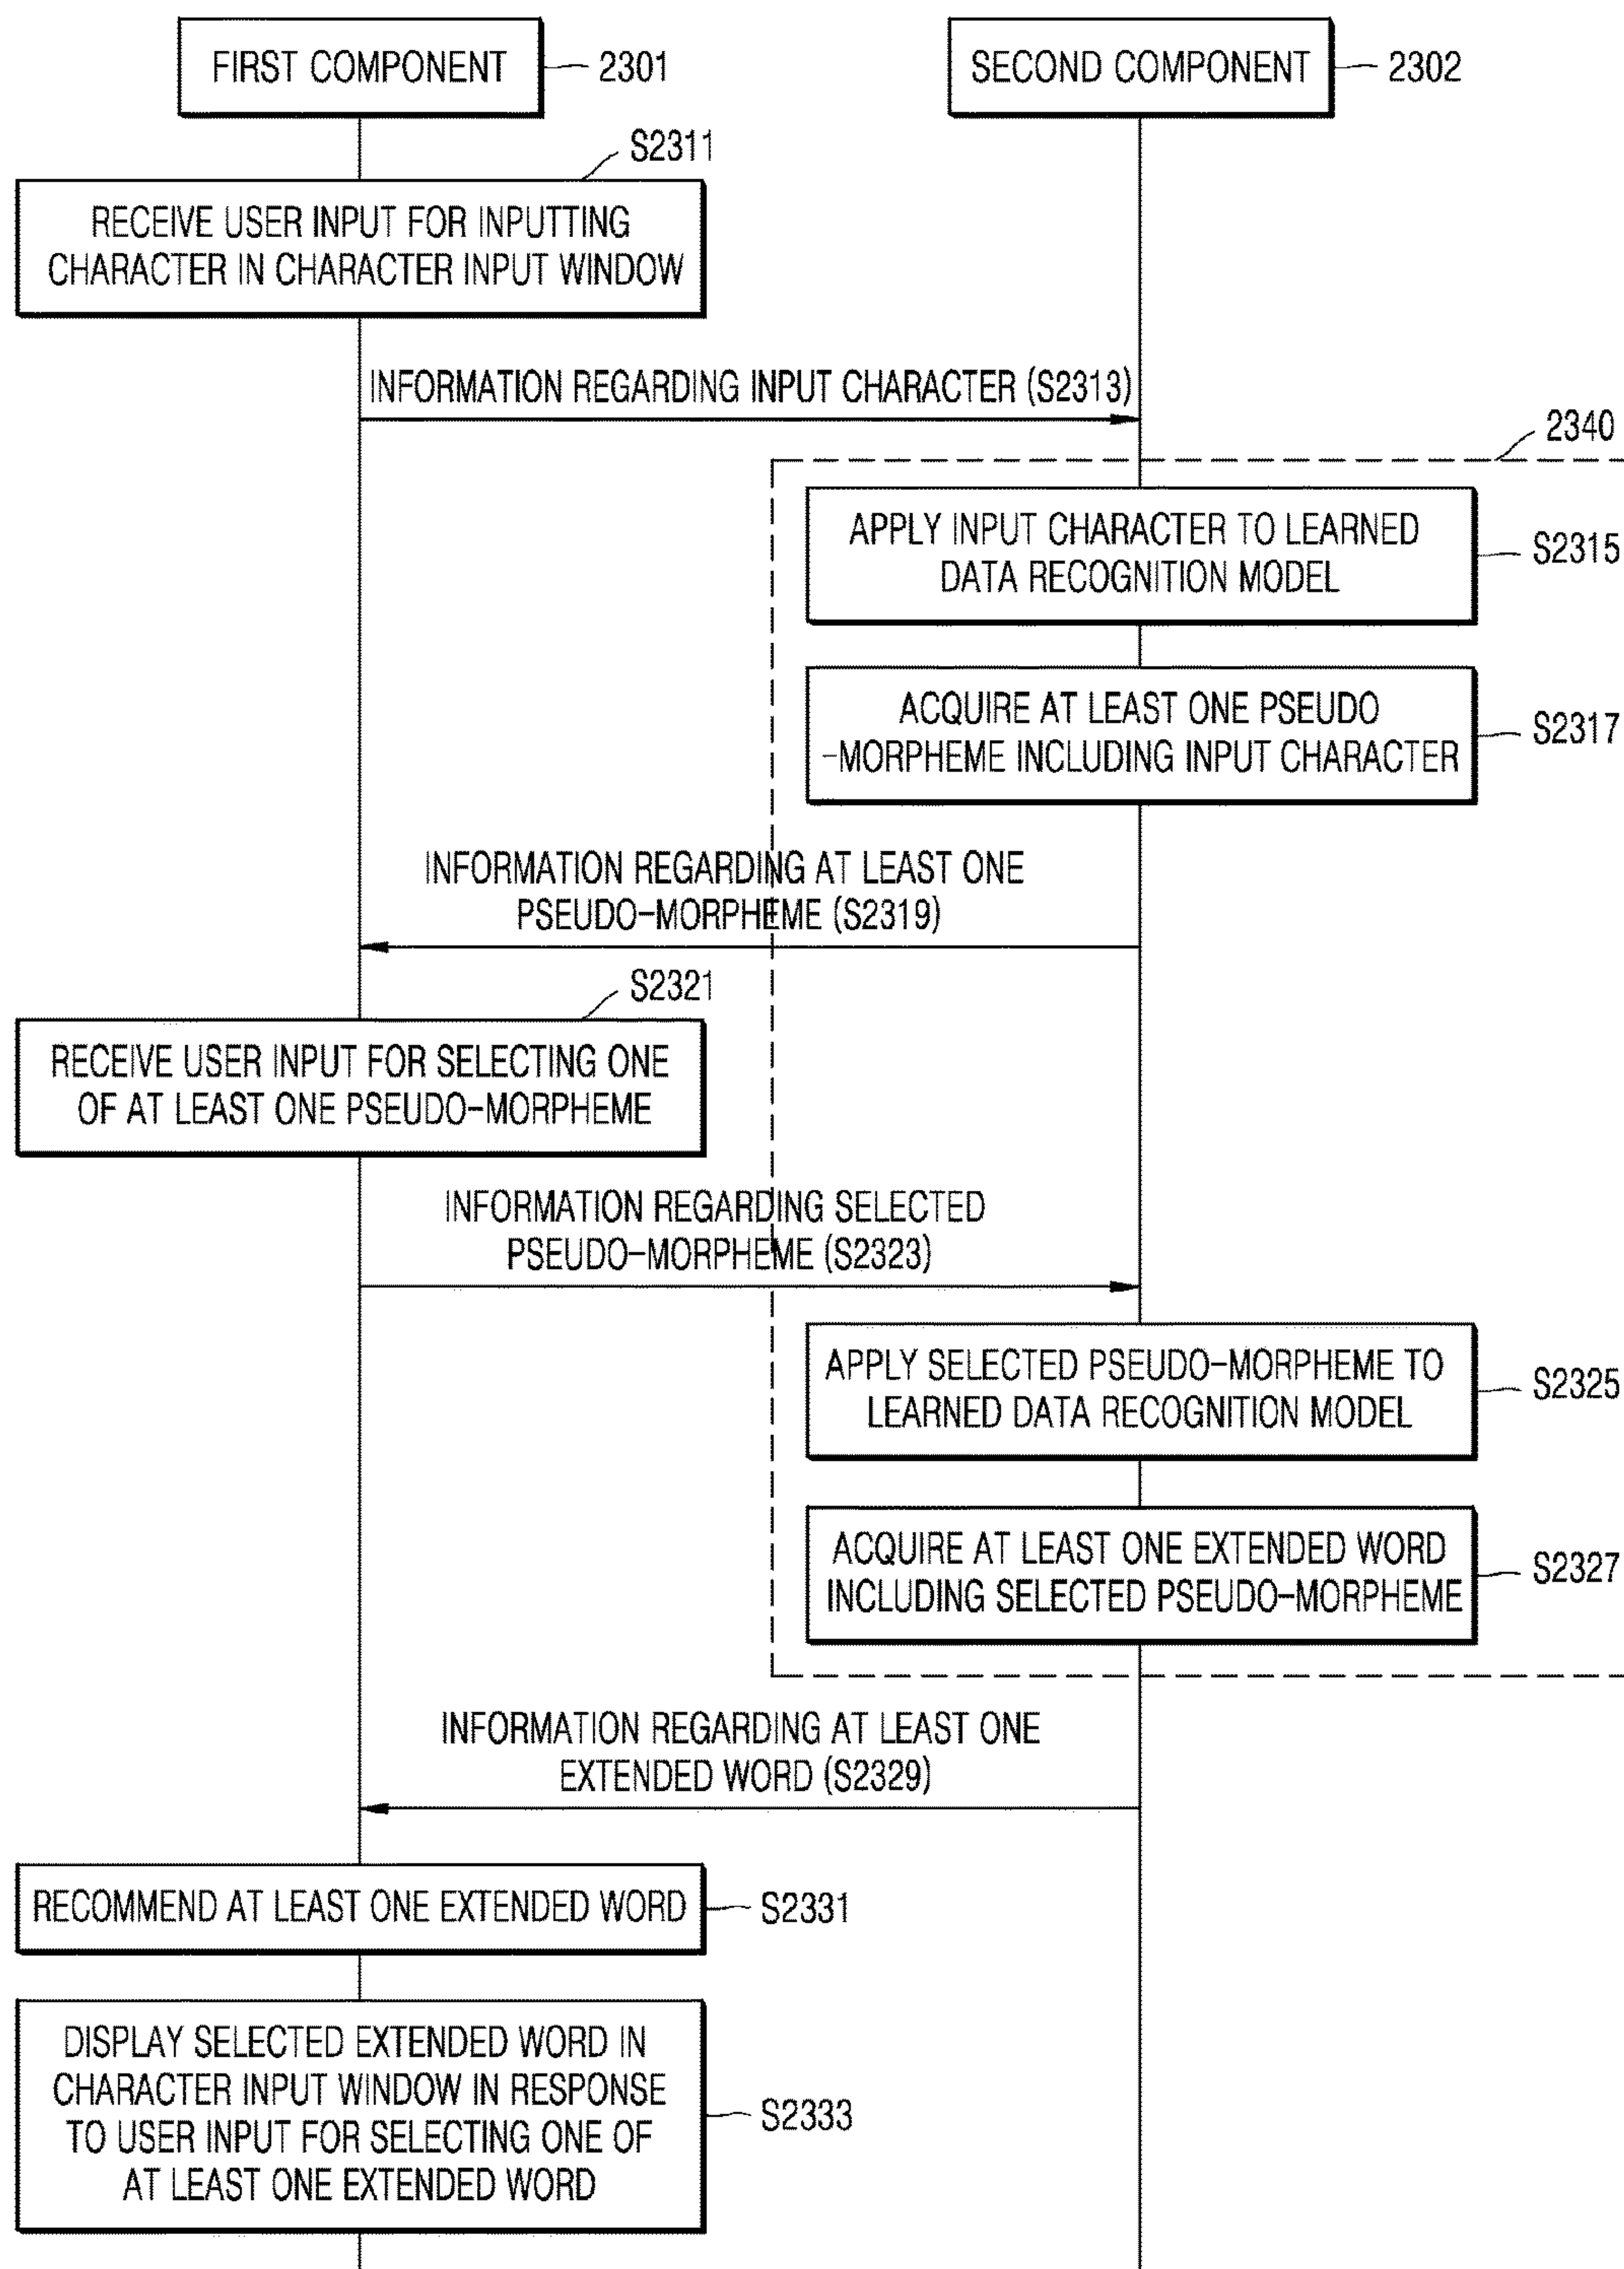 FIRST COMPONENT
2301
SECOND COMPONENT
2302
S2311
RECEIVE USER INPUT FOR INPUTTING
CHARACTER IN CHARACTER INPUT WINDOW
INFORMATION REGARDING INPUT CHARACTER (S2313)
2340
APPLY INPUT CHARACTER TO LEARNED
DATA RECOGNITION MODEL
S2315
ACQUIRE AT LEAST ONE PSEUDO
-MORPHEME INCLUDING INPUT CHARACTER
S2317
INFORMATION REGARDING AT LEAST ONE
PSEUDO-MORPHEME (S2319)
S2321
RECEIVE USER INPUT FOR SELECTING ONE
OF AT LEAST ONE PSEUDO-MORPHEME
INFORMATION REGARDING SELECTED
PSEUDO-MORPHEME (S2323)
APPLY SELECTED PSEUDO-MORPHEME TO
LEARNED DATA RECOGNITION MODEL
S2325
ACQUIRE AT LEAST ONE EXTENDED WORD
INCLUDING SELECTED PSEUDO-MORPHEME
S2327
INFORMATION REGARDING AT LEAST ONE
EXTENDED WORD (S2329)
RECOMMEND AT LEAST ONE EXTENDED WORD
S2331
DISPLAY SELECTED EXTENDED WORD IN
CHARACTER INPUT WINDOW IN RESPONSE
TO USER INPUT FOR SELECTING ONE OF
AT LEAST ONE EXTENDED WORD
S2333